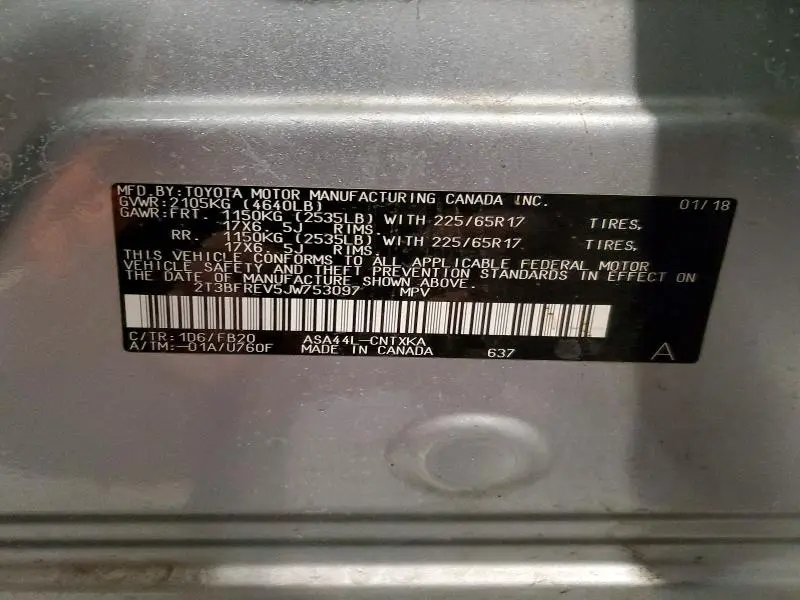 MFD.BY:TOYOTA MOTOR MANUFACTURING CANADA INC. 01/18
GVWR:2105KG (4640LB)
GAWR:FRT. 1150KG (2535LB) WITH 225/65R17 TIRES,
17X6.5J RIMS.
RR. 1150KG (2535LB) WITH 225/65R17 TIRES,
17X6.5J RIMS.
THIS VEHICLE CONFORMS TO ALL APPLICABLE FEDERAL MOTOR
VEHICLE SAFETY AND THEFT PREVENTION STANDARDS IN EFFECT ON
THE DATE OF MANUFACTURE SHOWN ABOVE.
2T3BFREV5JW753097 MPV
C/TR:1D6/FB20 ASA44L-CNTXKA
A/TM:-01A/U760F MADE IN CANADA 637 A